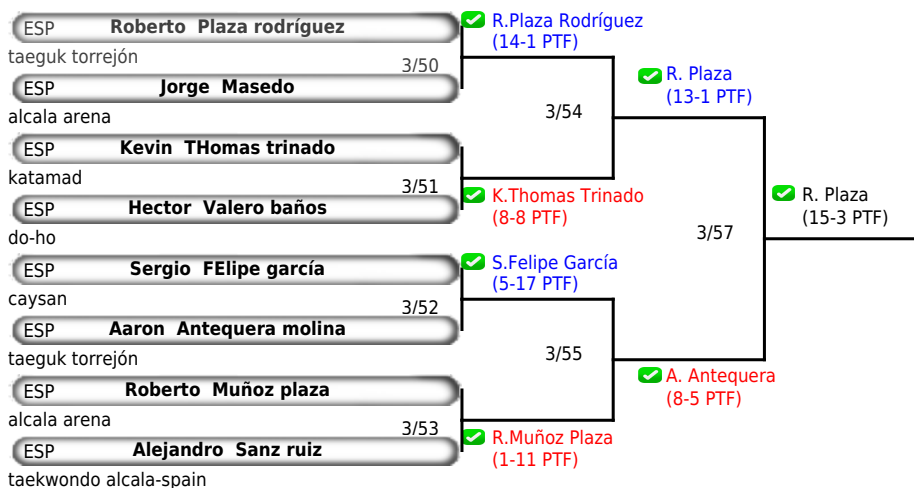 ESP Roberto Plaza rodríguez
taeguk torrejón
3/50
ESP Jorge Masedo
alcala arena
ESP Kevin THomas trinado
katamad
3/51
ESP Hector Valero baños
do-ho
ESP Sergio FElipe garcía
caysan
3/52
ESP Aaron Antequera molina
taeguk torrejón
ESP Roberto Muñoz plaza
alcala arena
3/53
ESP Alejandro Sanz ruiz
taekwondo alcala-spain
R.Plaza Rodríguez
(14-1 PTF)
3/54
K.Thomas Trinado
(8-8 PTF)
S.Felipe García
(5-17 PTF)
3/55
R.Muñoz Plaza
(1-11 PTF)
R. Plaza
(13-1 PTF)
3/57
A. Antequera
(8-5 PTF)
R. Plaza
(15-3 PTF)